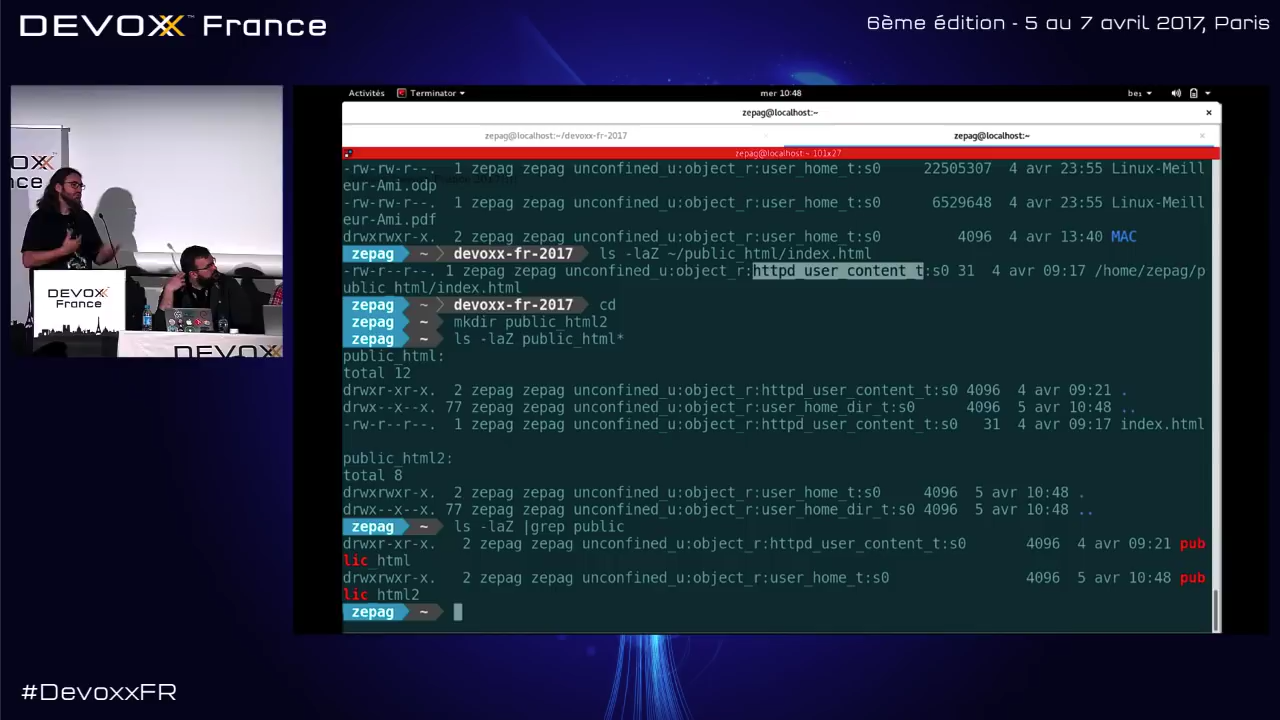 DEVOXX™ France
6ème édition - 5 au 7 avril 2017, Paris
Activités Terminator mer 10:48 be₁
zepag@localhost:~
zepag@localhost:~/devoxx-fr-2017 zepag@localhost:~
zepag@localhost:~ 101x27
-rw-rw-r--. 1 zepag zepag unconfined_u:object_r:user_home_t:s0 22505307 4 avr 23:55 Linux-Meill
eur-Ami.odp
-rw-rw-r--. 1 zepag zepag unconfined_u:object_r:user_home_t:s0 6529648 4 avr 23:55 Linux-Meill
eur-Ami.pdf
drwxrwxr-x. 2 zepag zepag unconfined_u:object_r:user_home_t:s0 4096 4 avr 13:40 MAC
zepag ~ devoxx-fr-2017 ls -laZ ~/public_html/index.html
-rw-r--r--. 1 zepag zepag unconfined_u:object_r:httpd_user_content_t:s0 31 4 avr 09:17 /home/zepag/p
ublic_html/index.html
zepag ~ devoxx-fr-2017 cd
zepag ~ mkdir public_html2
zepag ~ ls -laZ public_html*
public_html:
total 12
drwxr-xr-x. 2 zepag zepag unconfined_u:object_r:httpd_user_content_t:s0 4096 4 avr 09:21 .
drwx--x--x. 77 zepag zepag unconfined_u:object_r:user_home_dir_t:s0 4096 5 avr 10:48 ..
-rw-r--r--. 1 zepag zepag unconfined_u:object_r:httpd_user_content_t:s0 31 4 avr 09:17 index.html
public_html2:
total 8
drwxrwxr-x. 2 zepag zepag unconfined_u:object_r:user_home_t:s0 4096 5 avr 10:48 .
drwx--x--x. 77 zepag zepag unconfined_u:object_r:user_home_dir_t:s0 4096 5 avr 10:48 ..
zepag ~ ls -laZ |grep public
drwxr-xr-x. 2 zepag zepag unconfined_u:object_r:httpd_user_content_t:s0 4096 4 avr 09:21 pub
lic_html
drwxrwxr-x. 2 zepag zepag unconfined_u:object_r:user_home_t:s0 4096 5 avr 10:48 pub
lic_html2
zepag ~
OXX
France
DEVOXX
France
DEVOXX
#DevoxxFR